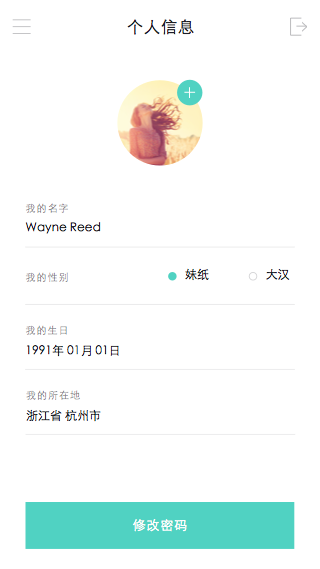 个人信息
我的名字
Wayne Reed
我的性别
妹纸
大汉
我的生日
1991年 01月 01日
我的所在地
浙江省 杭州市
修改密码